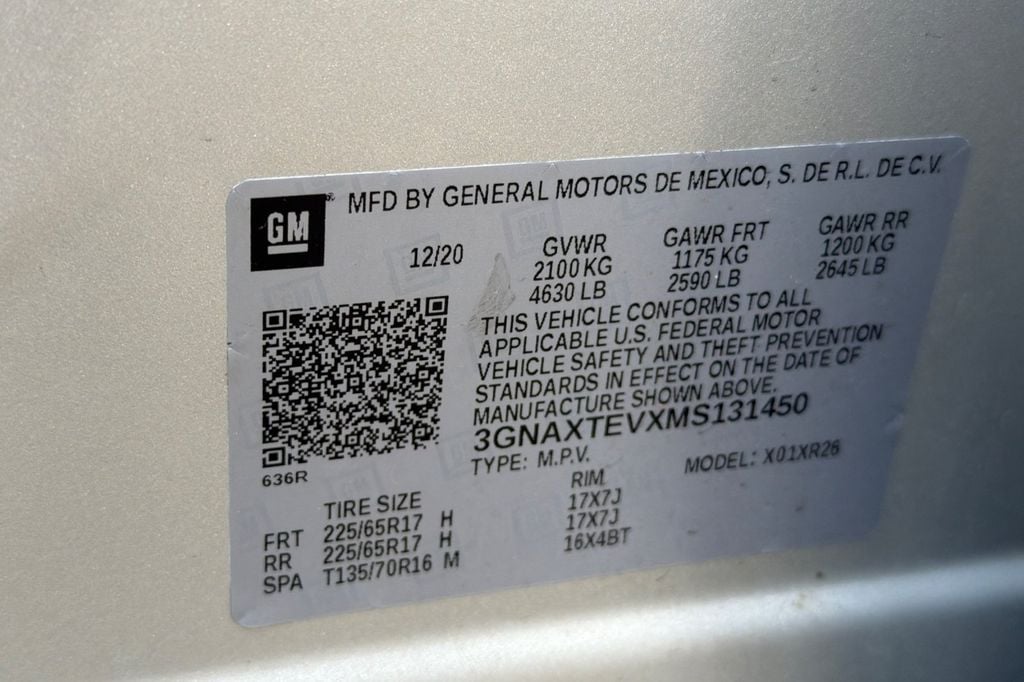 GM
MFD BY GENERAL MOTORS DE MEXICO, S. DE R.L. DE C.V.
12/20
GVWR
2100 KG
4630 LB
GAWR FRT
1175 KG
2590 LB
GAWR RR
1200 KG
2645 LB
THIS VEHICLE CONFORMS TO ALL
APPLICABLE U.S. FEDERAL MOTOR
VEHICLE SAFETY AND THEFT PREVENTION
STANDARDS IN EFFECT ON THE DATE OF
MANUFACTURE SHOWN ABOVE.
3GNAXTEVXMS131450
TYPE: M.P.V.
MODEL: X01XR26
636R
TIRE SIZE
RIM
FRT 225/65R17 H 17X7J
RR 225/65R17 H 17X7J
SPA T135/70R16 M 16X4BT